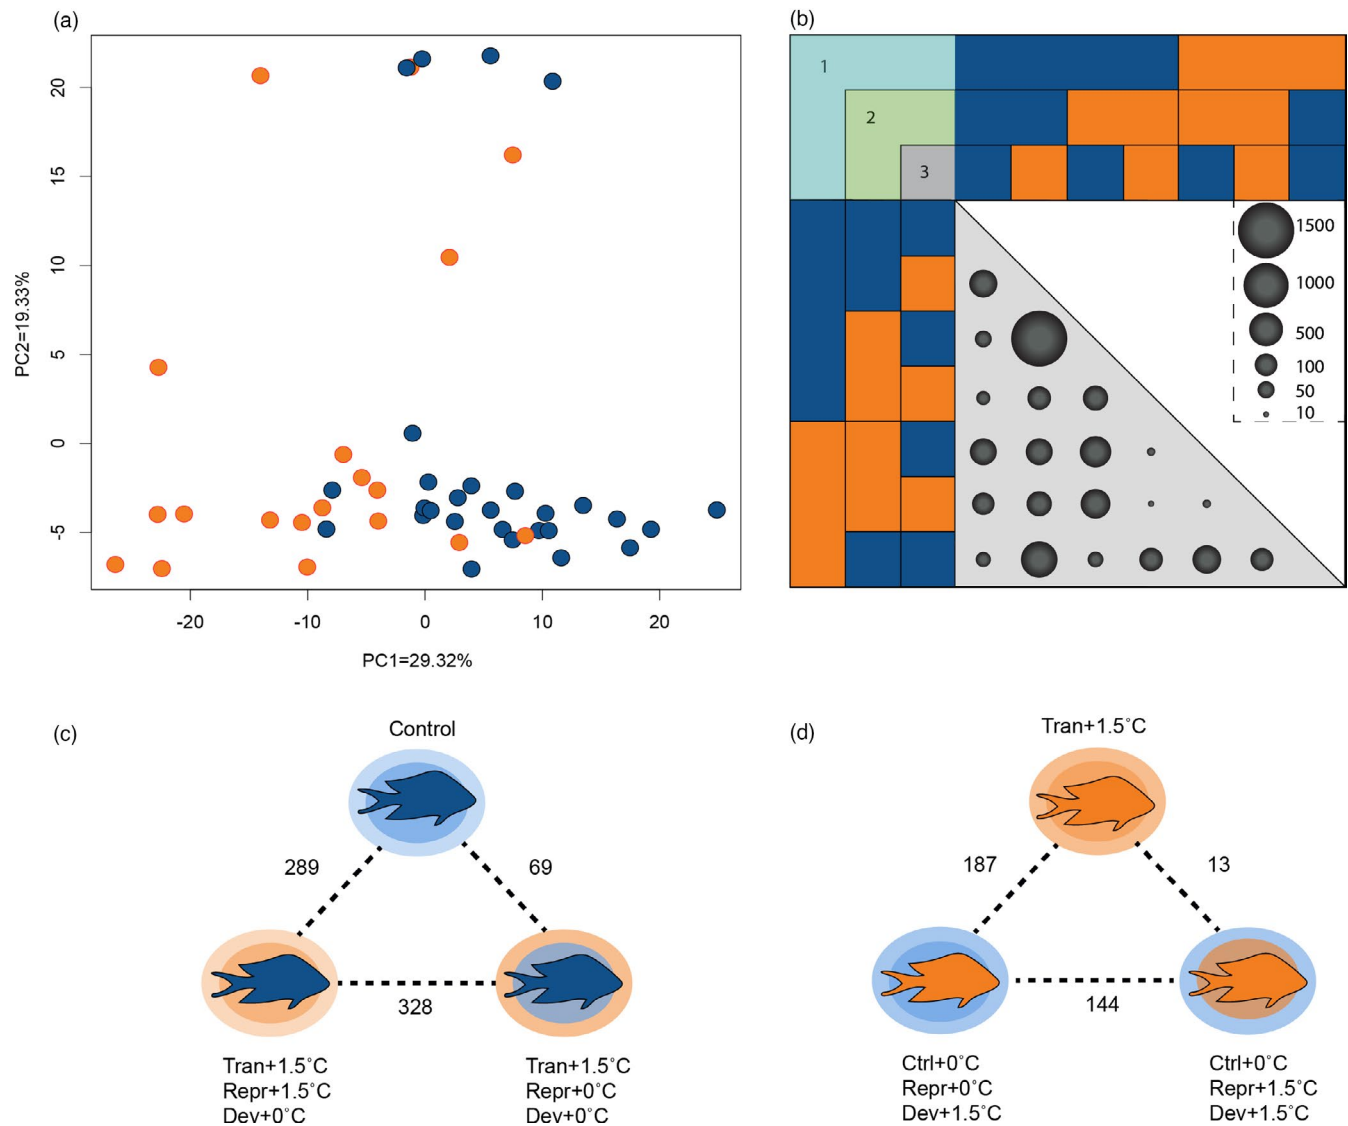 (a)
20
15
10
5
0
-5
PC2=19.33%
-20
-10
0
10
20
PC1=29.32%
(b)
1
2
3
1500
1000
500
100
50
10
(c)
Control
289
69
328
Tran+1.5°C
Repr+1.5°C
Dev+0°C
Tran+1.5°C
Repr+0°C
Dev+0°C
(d)
Tran+1.5°C
187
13
144
Ctrl+0°C
Repr+0°C
Dev+1.5°C
Ctrl+0°C
Repr+1.5°C
Dev+1.5°C